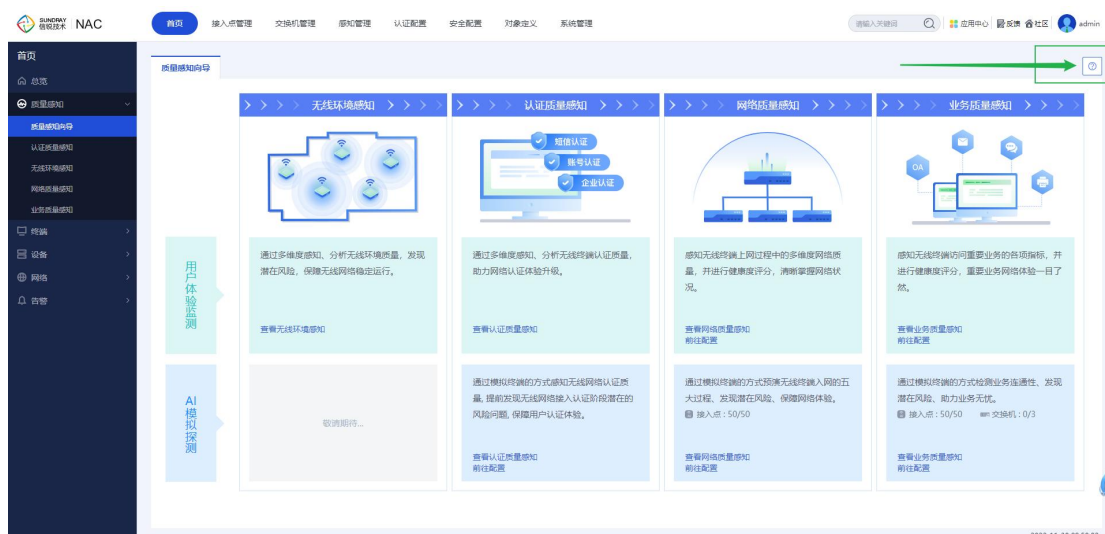 SUNDRAY
信锐技术 NAC
首页 接入点管理 交换机管理 感知管理 认证配置 安全配置 对象定义 系统管理
请输入关键词 应用中心 反馈 社区 admin
首页
总览
质量感知
质量感知向导
认证质量感知
无线环境感知
网络质量感知
业务质量感知
终端
设备
网络
告警
质量感知向导
无线环境感知 认证质量感知 网络质量感知 业务质量感知
短信认证
账号认证
企业认证
OA
用户体验监测
通过多维度感知、分析无线环境质量，发现
潜在风险，保障无线网络稳定运行。
查看无线环境感知
通过多维度感知、分析无线终端认证质量，
助力网络认证体验升级。
查看认证质量感知
感知无线终端上网过程中的多维度网络质
量，并进行健康度评分，清晰掌握网络状
况。
查看网络质量感知
前往配置
感知无线终端访问重要业务的各项指标，并
进行健康度评分，重要业务网络体验一目了
然。
查看业务质量感知
前往配置
AI模拟探测
敬请期待...
通过模拟终端的方式感知无线网络认证质
量,提前发现无线网络接入认证阶段潜在的
风险问题,保障用户认证体验。
查看认证质量感知
前往配置
通过模拟终端的方式预演无线终端入网的五
大过程、发现潜在风险、保障网络体验。
接入点：50/50
查看网络质量感知
前往配置
通过模拟终端的方式检测业务连通性、发现
潜在风险、助力业务无忧。
接入点：50/50 交换机：0/3
查看业务质量感知
前往配置